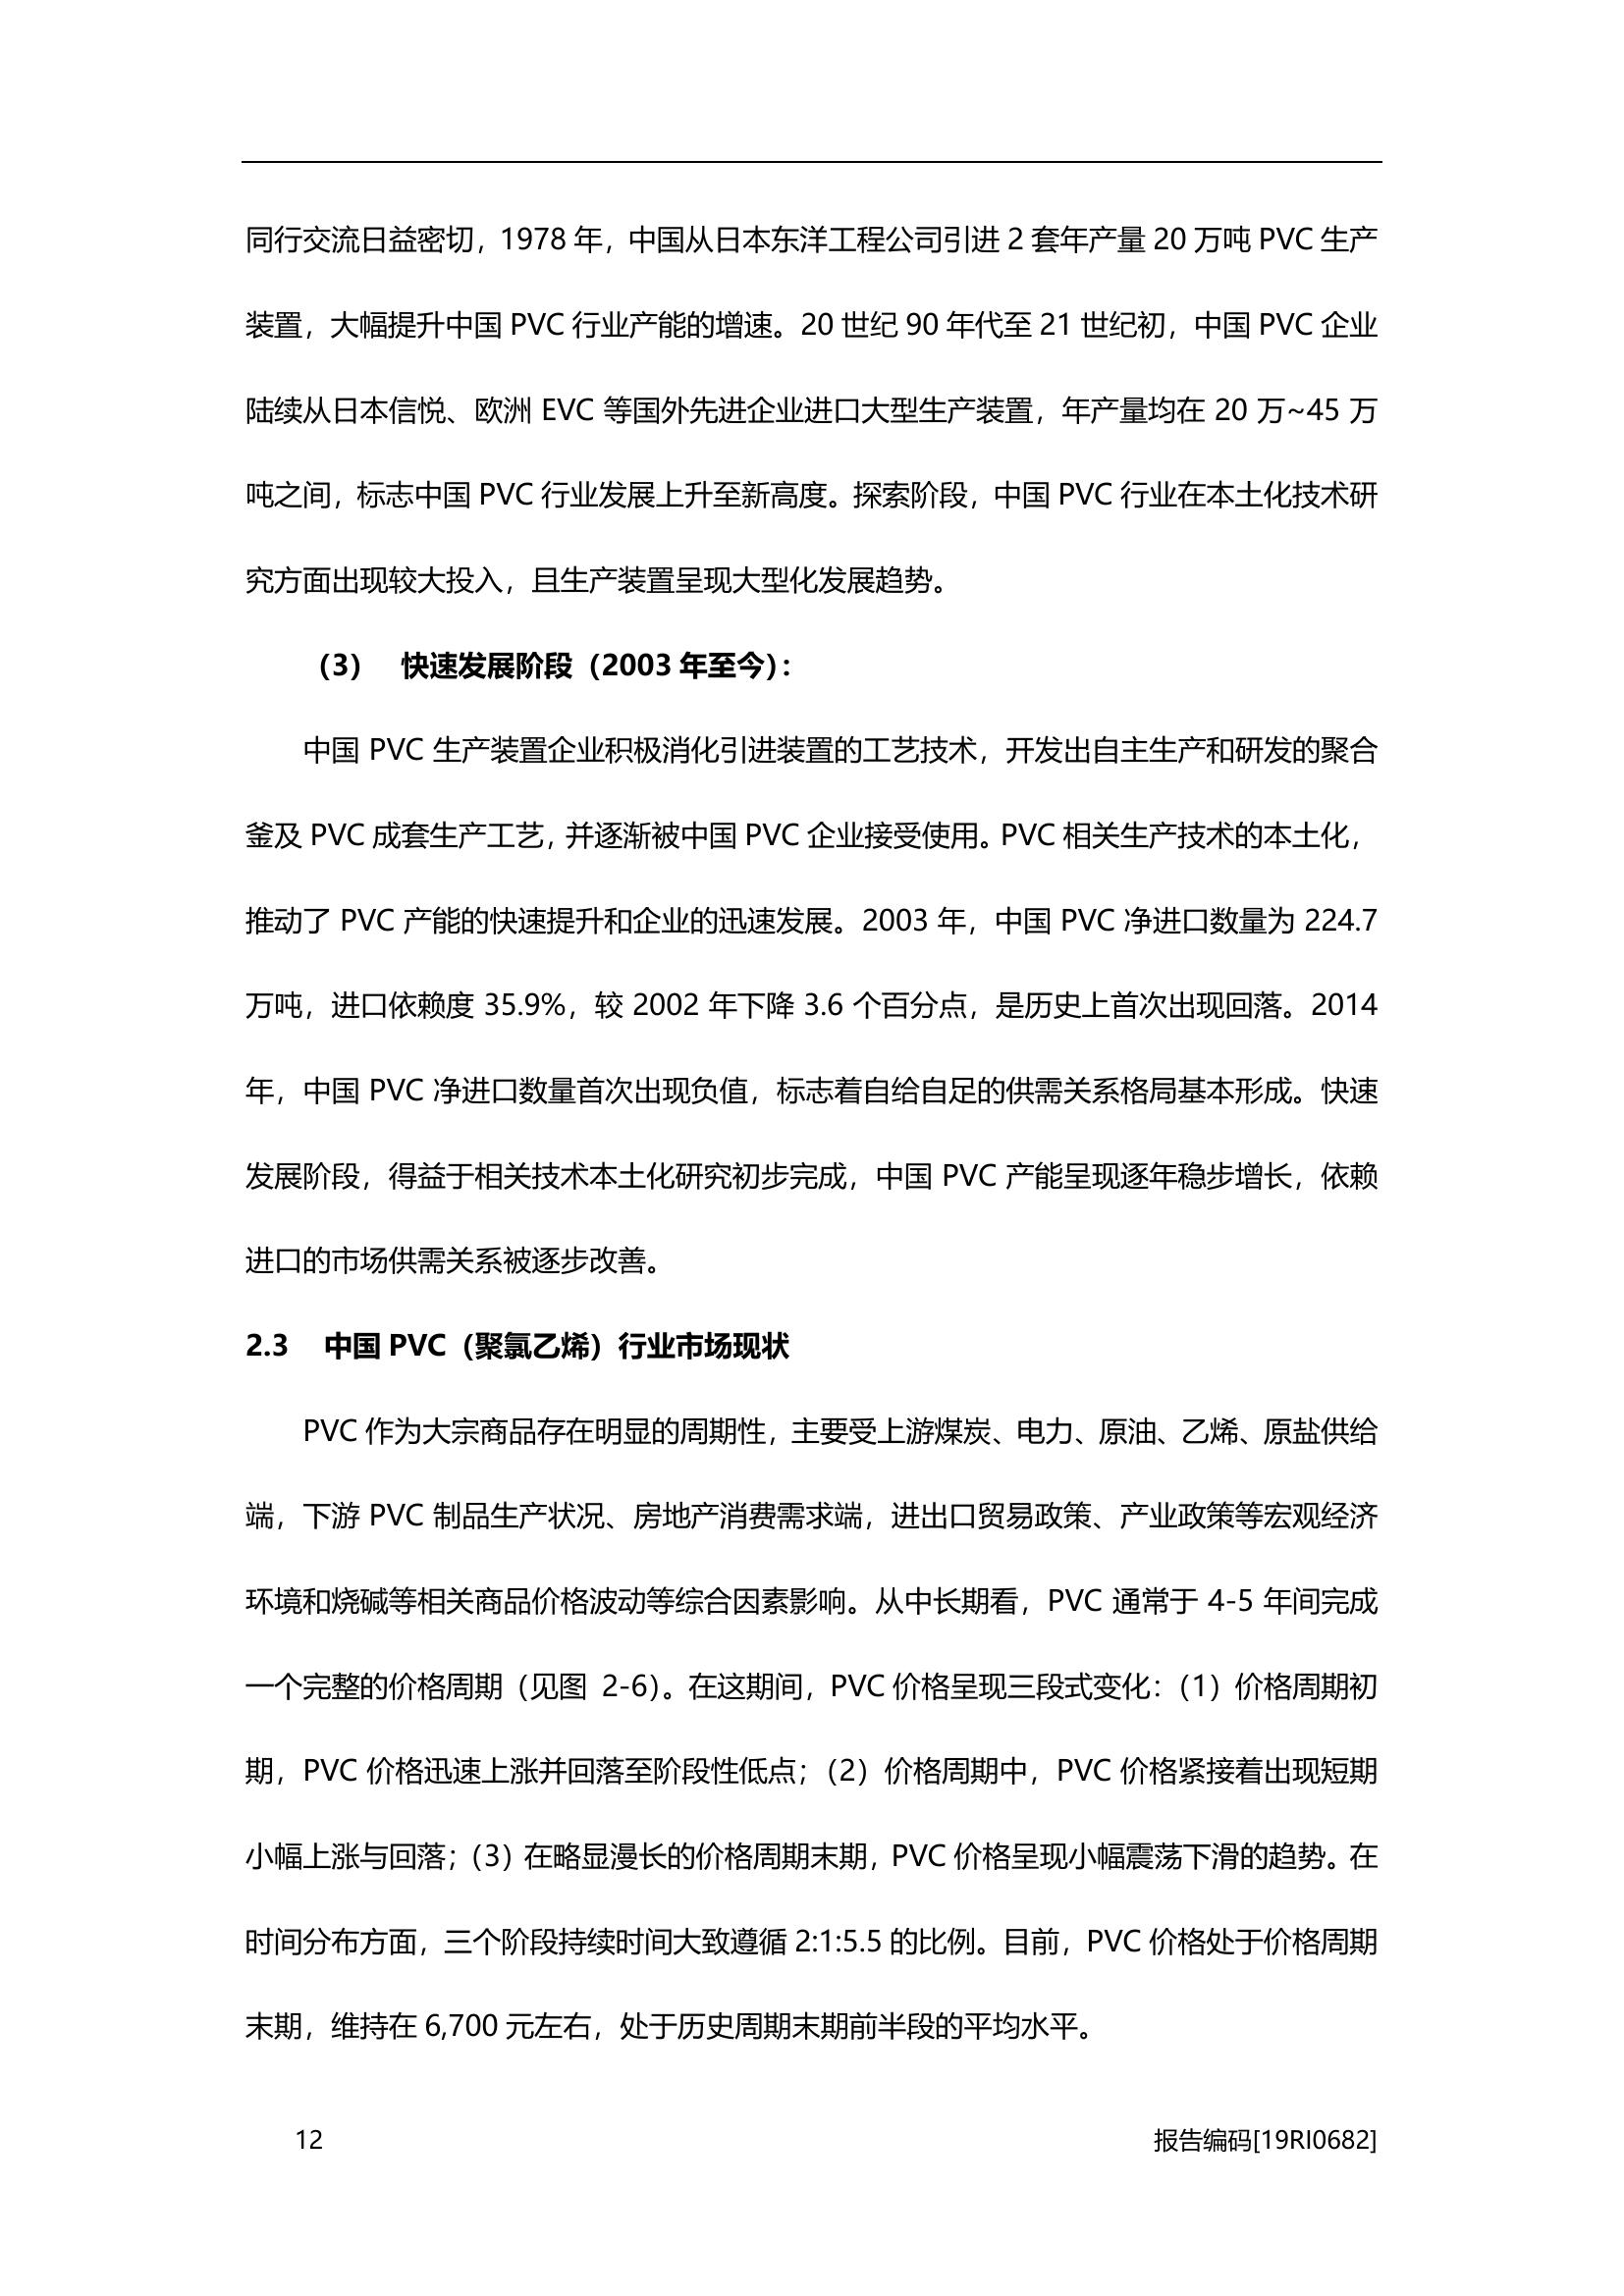 同行交流日益密切，1978 年，中国从日本东洋工程公司引进 2 套年产量 20 万吨 PVC 生产
装置，大幅提升中国 PVC 行业产能的增速。20 世纪 90 年代至 21 世纪初，中国 PVC 企业
陆续从日本信悦、欧洲 EVC 等国外先进企业进口大型生产装置，年产量均在 20 万~45 万
吨之间，标志中国 PVC 行业发展上升至新高度。探索阶段，中国 PVC 行业在本土化技术研
究方面出现较大投入，且生产装置呈现大型化发展趋势。
（3） 快速发展阶段（2003 年至今）：
中国 PVC 生产装置企业积极消化引进装置的工艺技术，开发出自主生产和研发的聚合
釜及 PVC 成套生产工艺，并逐渐被中国 PVC 企业接受使用。PVC 相关生产技术的本土化，
推动了 PVC 产能的快速提升和企业的迅速发展。2003 年，中国 PVC 净进口数量为 224.7
万吨，进口依赖度 35.9%，较 2002 年下降 3.6 个百分点，是历史上首次出现回落。2014
年，中国 PVC 净进口数量首次出现负值，标志着自给自足的供需关系格局基本形成。快速
发展阶段，得益于相关技术本土化研究初步完成，中国 PVC 产能呈现逐年稳步增长，依赖
进口的市场供需关系被逐步改善。
2.3 中国 PVC（聚氯乙烯）行业市场现状
PVC 作为大宗商品存在明显的周期性，主要受上游煤炭、电力、原油、乙烯、原盐供给
端，下游 PVC 制品生产状况、房地产消费需求端，进出口贸易政策、产业政策等宏观经济
环境和烧碱等相关商品价格波动等综合因素影响。从中长期看，PVC 通常于 4-5 年间完成
一个完整的价格周期（见图 2-6）。在这期间，PVC 价格呈现三段式变化：（1）价格周期初
期，PVC 价格迅速上涨并回落至阶段性低点；（2）价格周期中，PVC 价格紧接着出现短期
小幅上涨与回落；（3）在略显漫长的价格周期末期，PVC 价格呈现小幅震荡下滑的趋势。在
时间分布方面，三个阶段持续时间大致遵循 2:1:5.5 的比例。目前，PVC 价格处于价格周期
末期，维持在 6,700 元左右，处于历史周期末期前半段的平均水平。
12 报告编码[19RI0682]